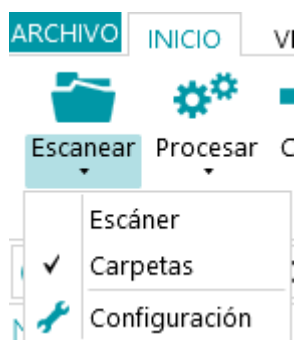 ARCHIVO INICIO
Escanear Procesar
Escáner
Carpetas
Configuración